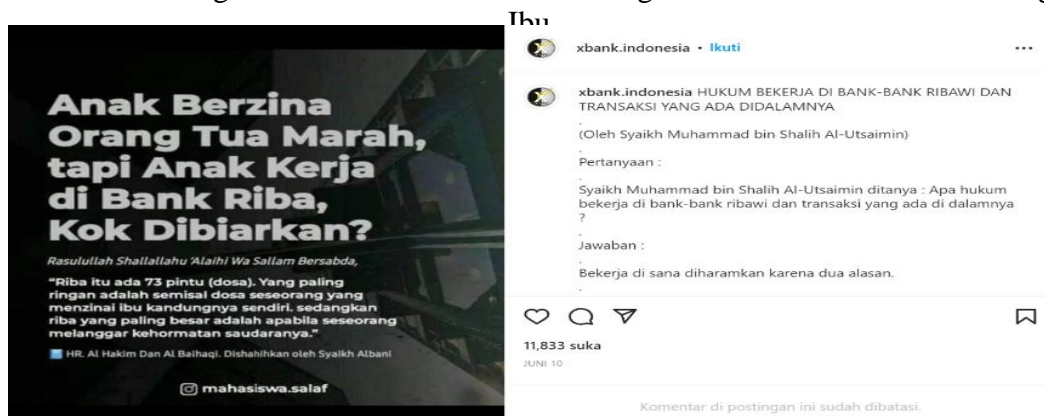 Ibu
Anak Berzina
Orang Tua Marah,
tapi Anak Kerja
di Bank Riba,
Kok Dibiarkan?
Rasulullah Shallallahu 'Alaihi Wa Sallam Bersabda,
"Riba itu ada 73 pintu (dosa). Yang paling
ringan adalah semisal dosa seseorang yang
menzinai ibu kandungnya sendiri. sedangkan
riba yang paling besar adalah apabila seseorang
melanggar kehormatan saudaranya."
HR. Al Hakim Dan Al Baihaqi. Dishahihkan oleh Syaikh Albani
mahasiswa.salaf
xbank.indonesia • Ikuti
xbank.indonesia HUKUM BEKERJA DI BANK-BANK RIBAWI DAN
TRANSAKSI YANG ADA DIDALAMNYA
.
(Oleh Syaikh Muhammad bin Shalih Al-Utsaimin)
.
Pertanyaan :
.
Syaikh Muhammad bin Shalih Al-Utsaimin ditanya : Apa hukum
bekerja di bank-bank ribawi dan transaksi yang ada di dalamnya
?
.
Jawaban :
.
Bekerja di sana diharamkan karena dua alasan.
.
11,833 suka
JUNI 10
Komentar di postingan ini sudah dibatasi.